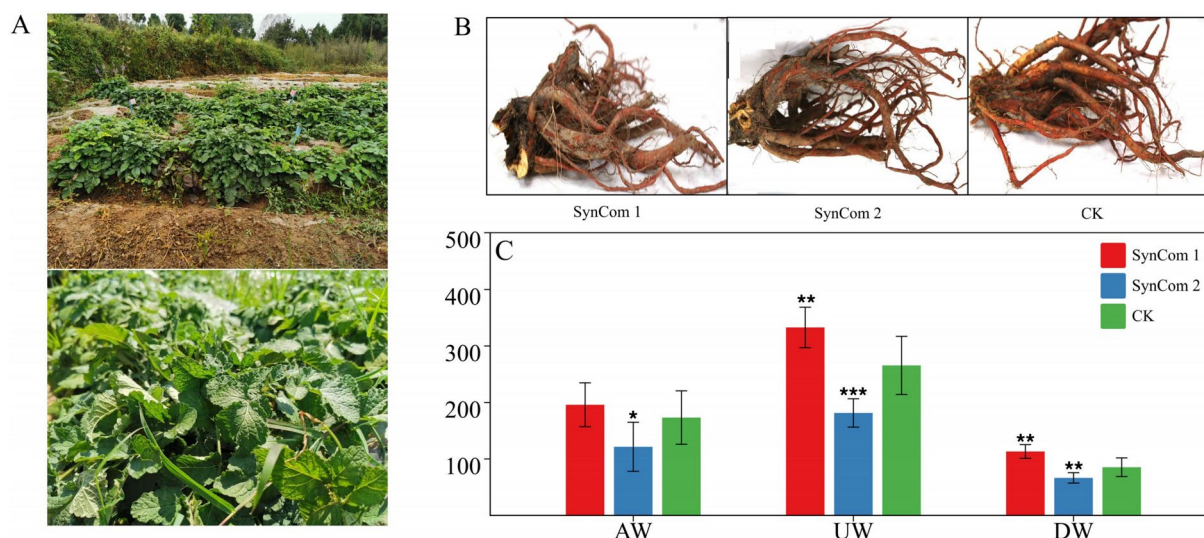 A
B
SynCom 1
SynCom 2
CK
C
500
400
300
200
100
**
*
**
***
**
**
SynCom 1
SynCom 2
CK
AW
UW
DW